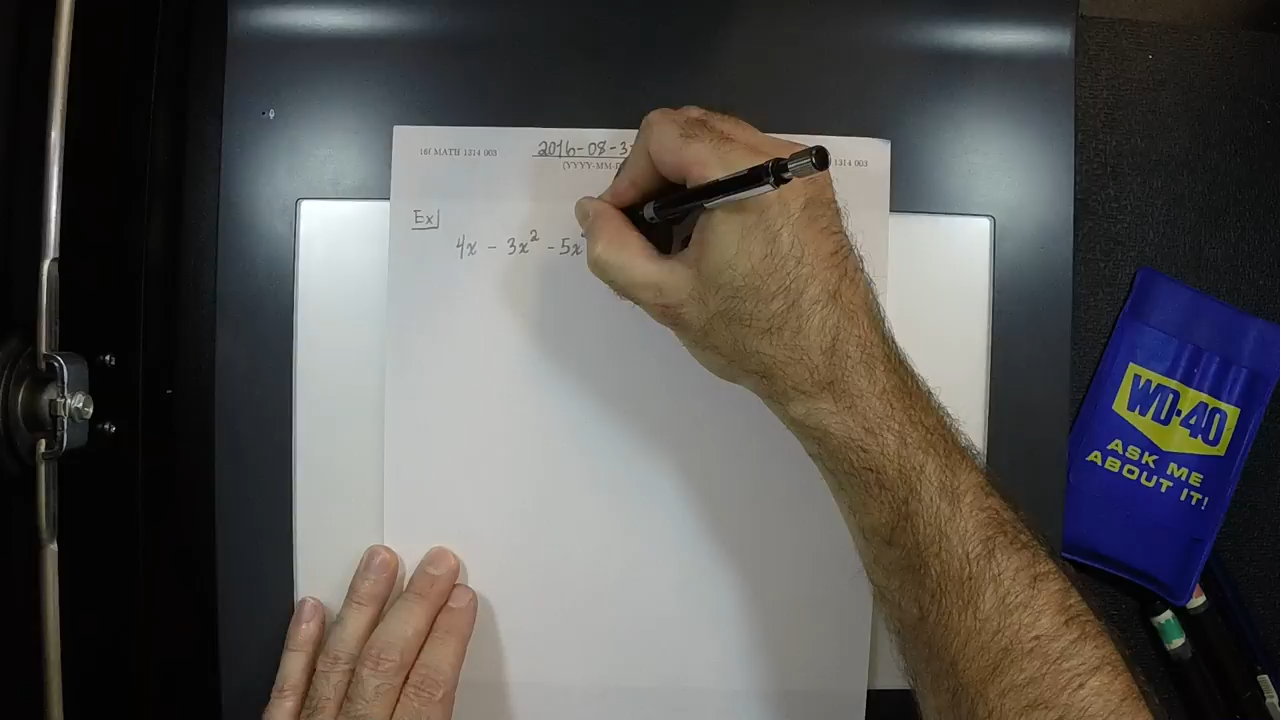 16f MATH 1314 003
2016-08-3
1314 003
(YYYY-MM-
Ex
4x - 3x² - 5x
WD-40
ASK ME
ABOUT IT!